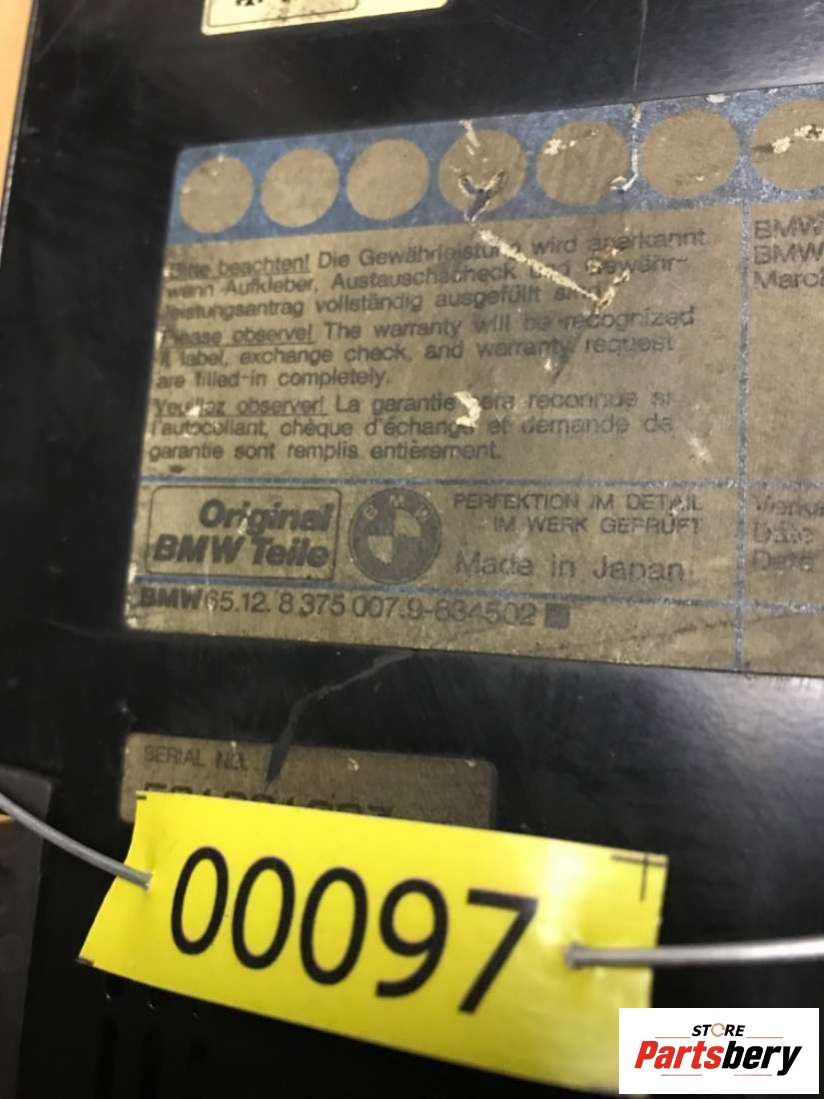 Bitte beachten! Die Gewährleistung wird anerkannt
wenn Aufkleber, Austauschscheck und Gewähr-
leistungsantrag vollständig ausgefüllt sind.
Please observe! The warranty will be recognized
if label, exchange check, and warranty request
are filled-in completely.
Veuillez observer! La garantie sera reconnue si
l'autocollant, chèque d'échange et demande de
garantie sont remplis entièrement.
BMW
BMW
Original
BMW Teile
BMW
PERFEKTION IM DETAIL
IM WERK GEPRÜFT
Made in Japan
Date
Date
BMW 65.12.8 375 007.9-634502
SERIAL NO.
00097
STORE
Partsbery